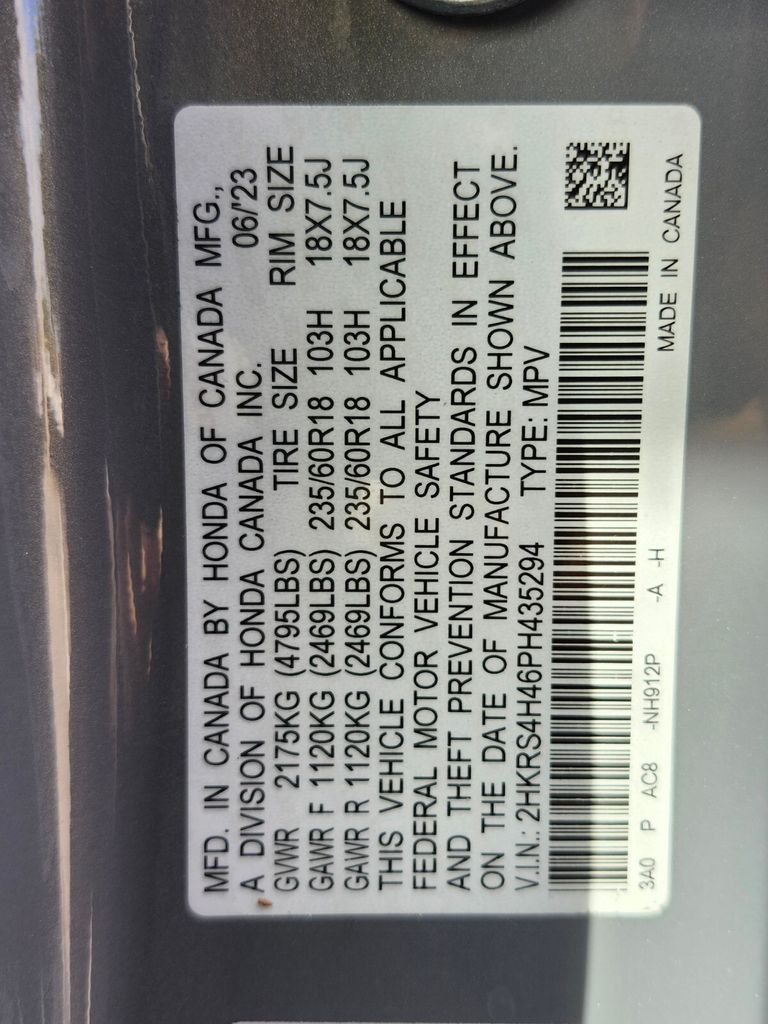 MFD. IN CANADA BY HONDA OF CANADA MFG.,
A DIVISION OF HONDA CANADA INC. 06/'23
GVWR 2175KG (4795LBS) TIRE SIZE RIM SIZE
GAWR F 1120KG (2469LBS) 235/60R18 103H 18X7.5J
GAWR R 1120KG (2469LBS) 235/60R18 103H 18X7.5J
THIS VEHICLE CONFORMS TO ALL APPLICABLE
FEDERAL MOTOR VEHICLE SAFETY
AND THEFT PREVENTION STANDARDS IN EFFECT
ON THE DATE OF MANUFACTURE SHOWN ABOVE.
V.I.N.: 2HKRS4H46PH435294 TYPE: MPV
3A0 P AC8 -NH912P -A -H
MADE IN CANADA